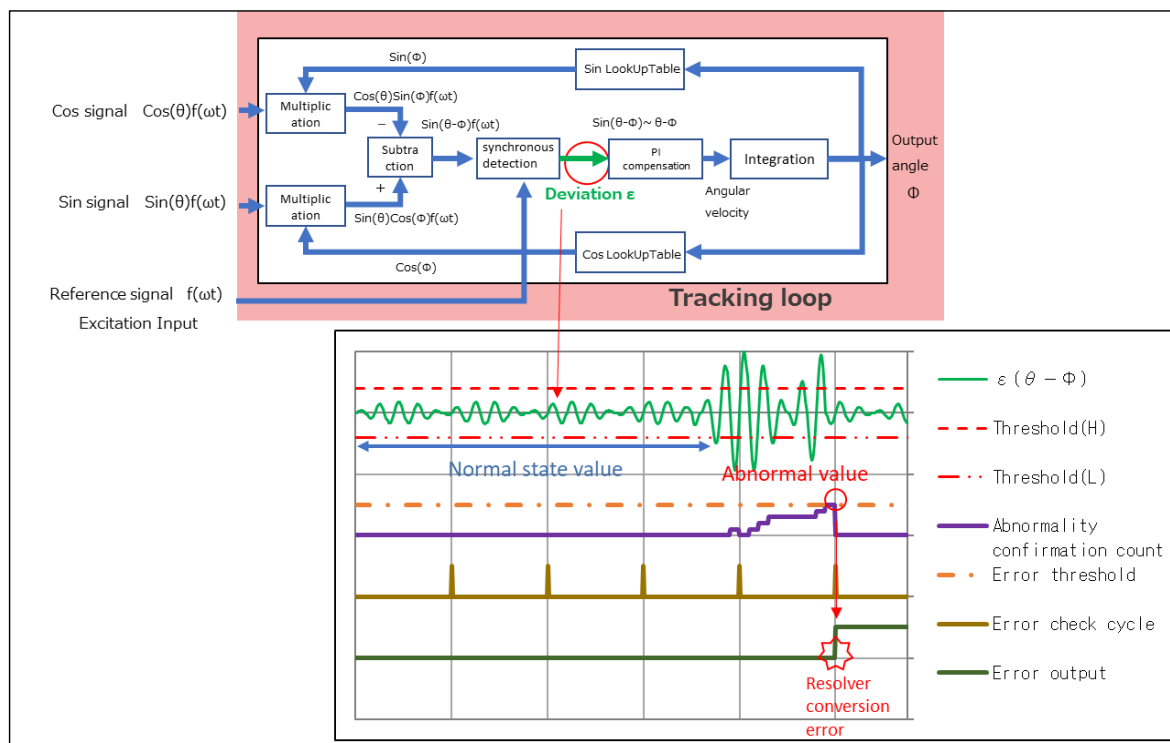 Sin(Φ)
Sin LookUpTable
Cos signal Cos(θ)f(ωt)
Multiplic
ation
Cos(θ)Sin(Φ)f(ωt)
−
Sin(θ-Φ)f(ωt)
Sin(θ-Φ)~ θ-Φ
Subtra
ction
synchronous
detection
PI
compensation
Integration
Output
angle
Φ
+
Deviation ε
Angular
velocity
Sin signal Sin(θ)f(ωt)
Multiplic
ation
Sin(θ)Cos(Φ)f(ωt)
Cos(Φ)
Cos LookUpTable
Reference signal f(ωt)
Excitation Input
Tracking loop
Normal state value
Abnormal value
Resolver
conversion
error
ε(θ−Φ)
Threshold(H)
Threshold(L)
Abnormality
confirmation count
Error threshold
Error check cycle
Error output